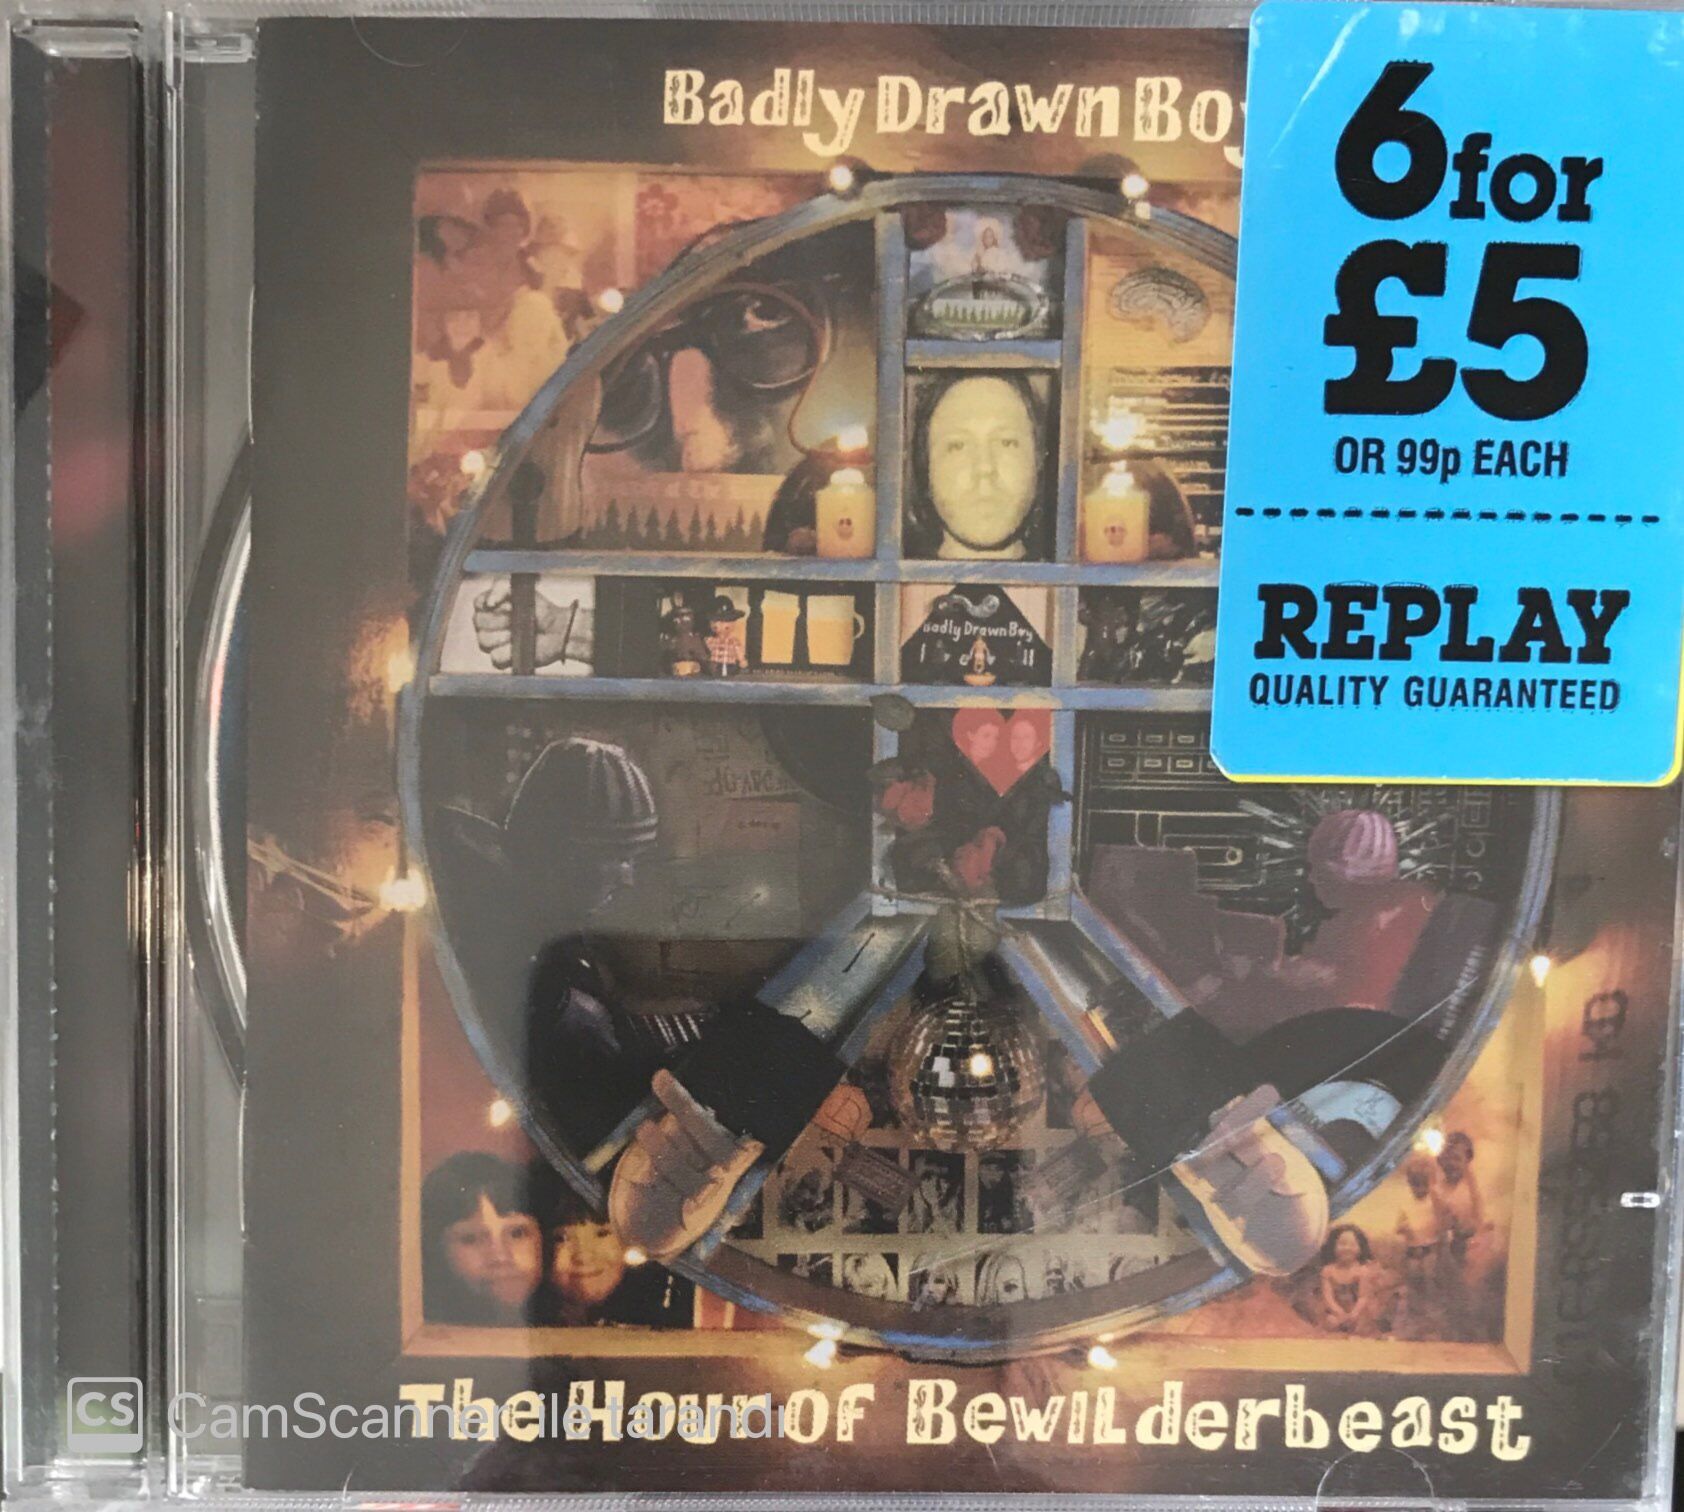 Badly Drawn Boy
6 for
£5
OR 99p EACH
REPLAY
QUALITY GUARANTEED
Badly Drawn Boy
The Hour of Bewilderbeast
CS CamScanner ile tarandı